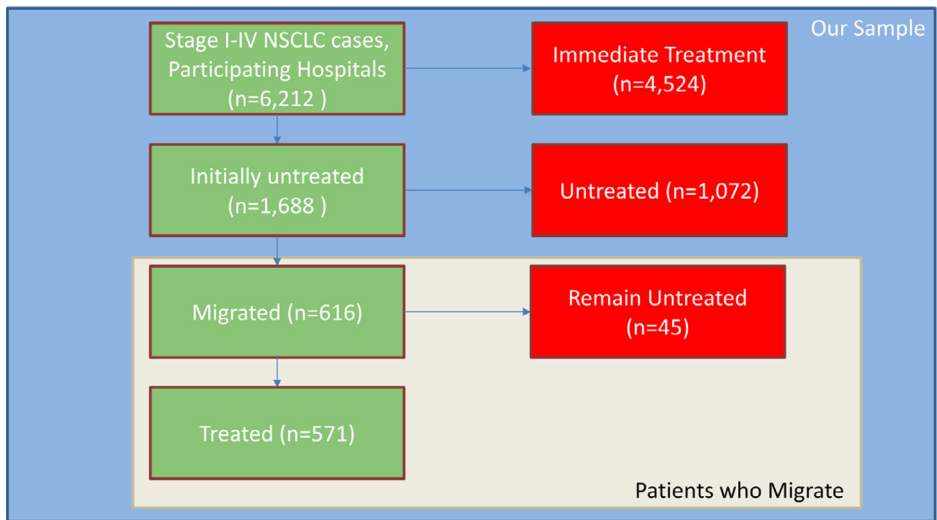 Our Sample
Stage I-IV NSCLC cases,
Participating Hospitals
(n=6,212 )
Immediate Treatment
(n=4,524)
Initially untreated
(n=1,688 )
Untreated (n=1,072)
Migrated (n=616)
Remain Untreated
(n=45)
Treated (n=571)
Patients who Migrate